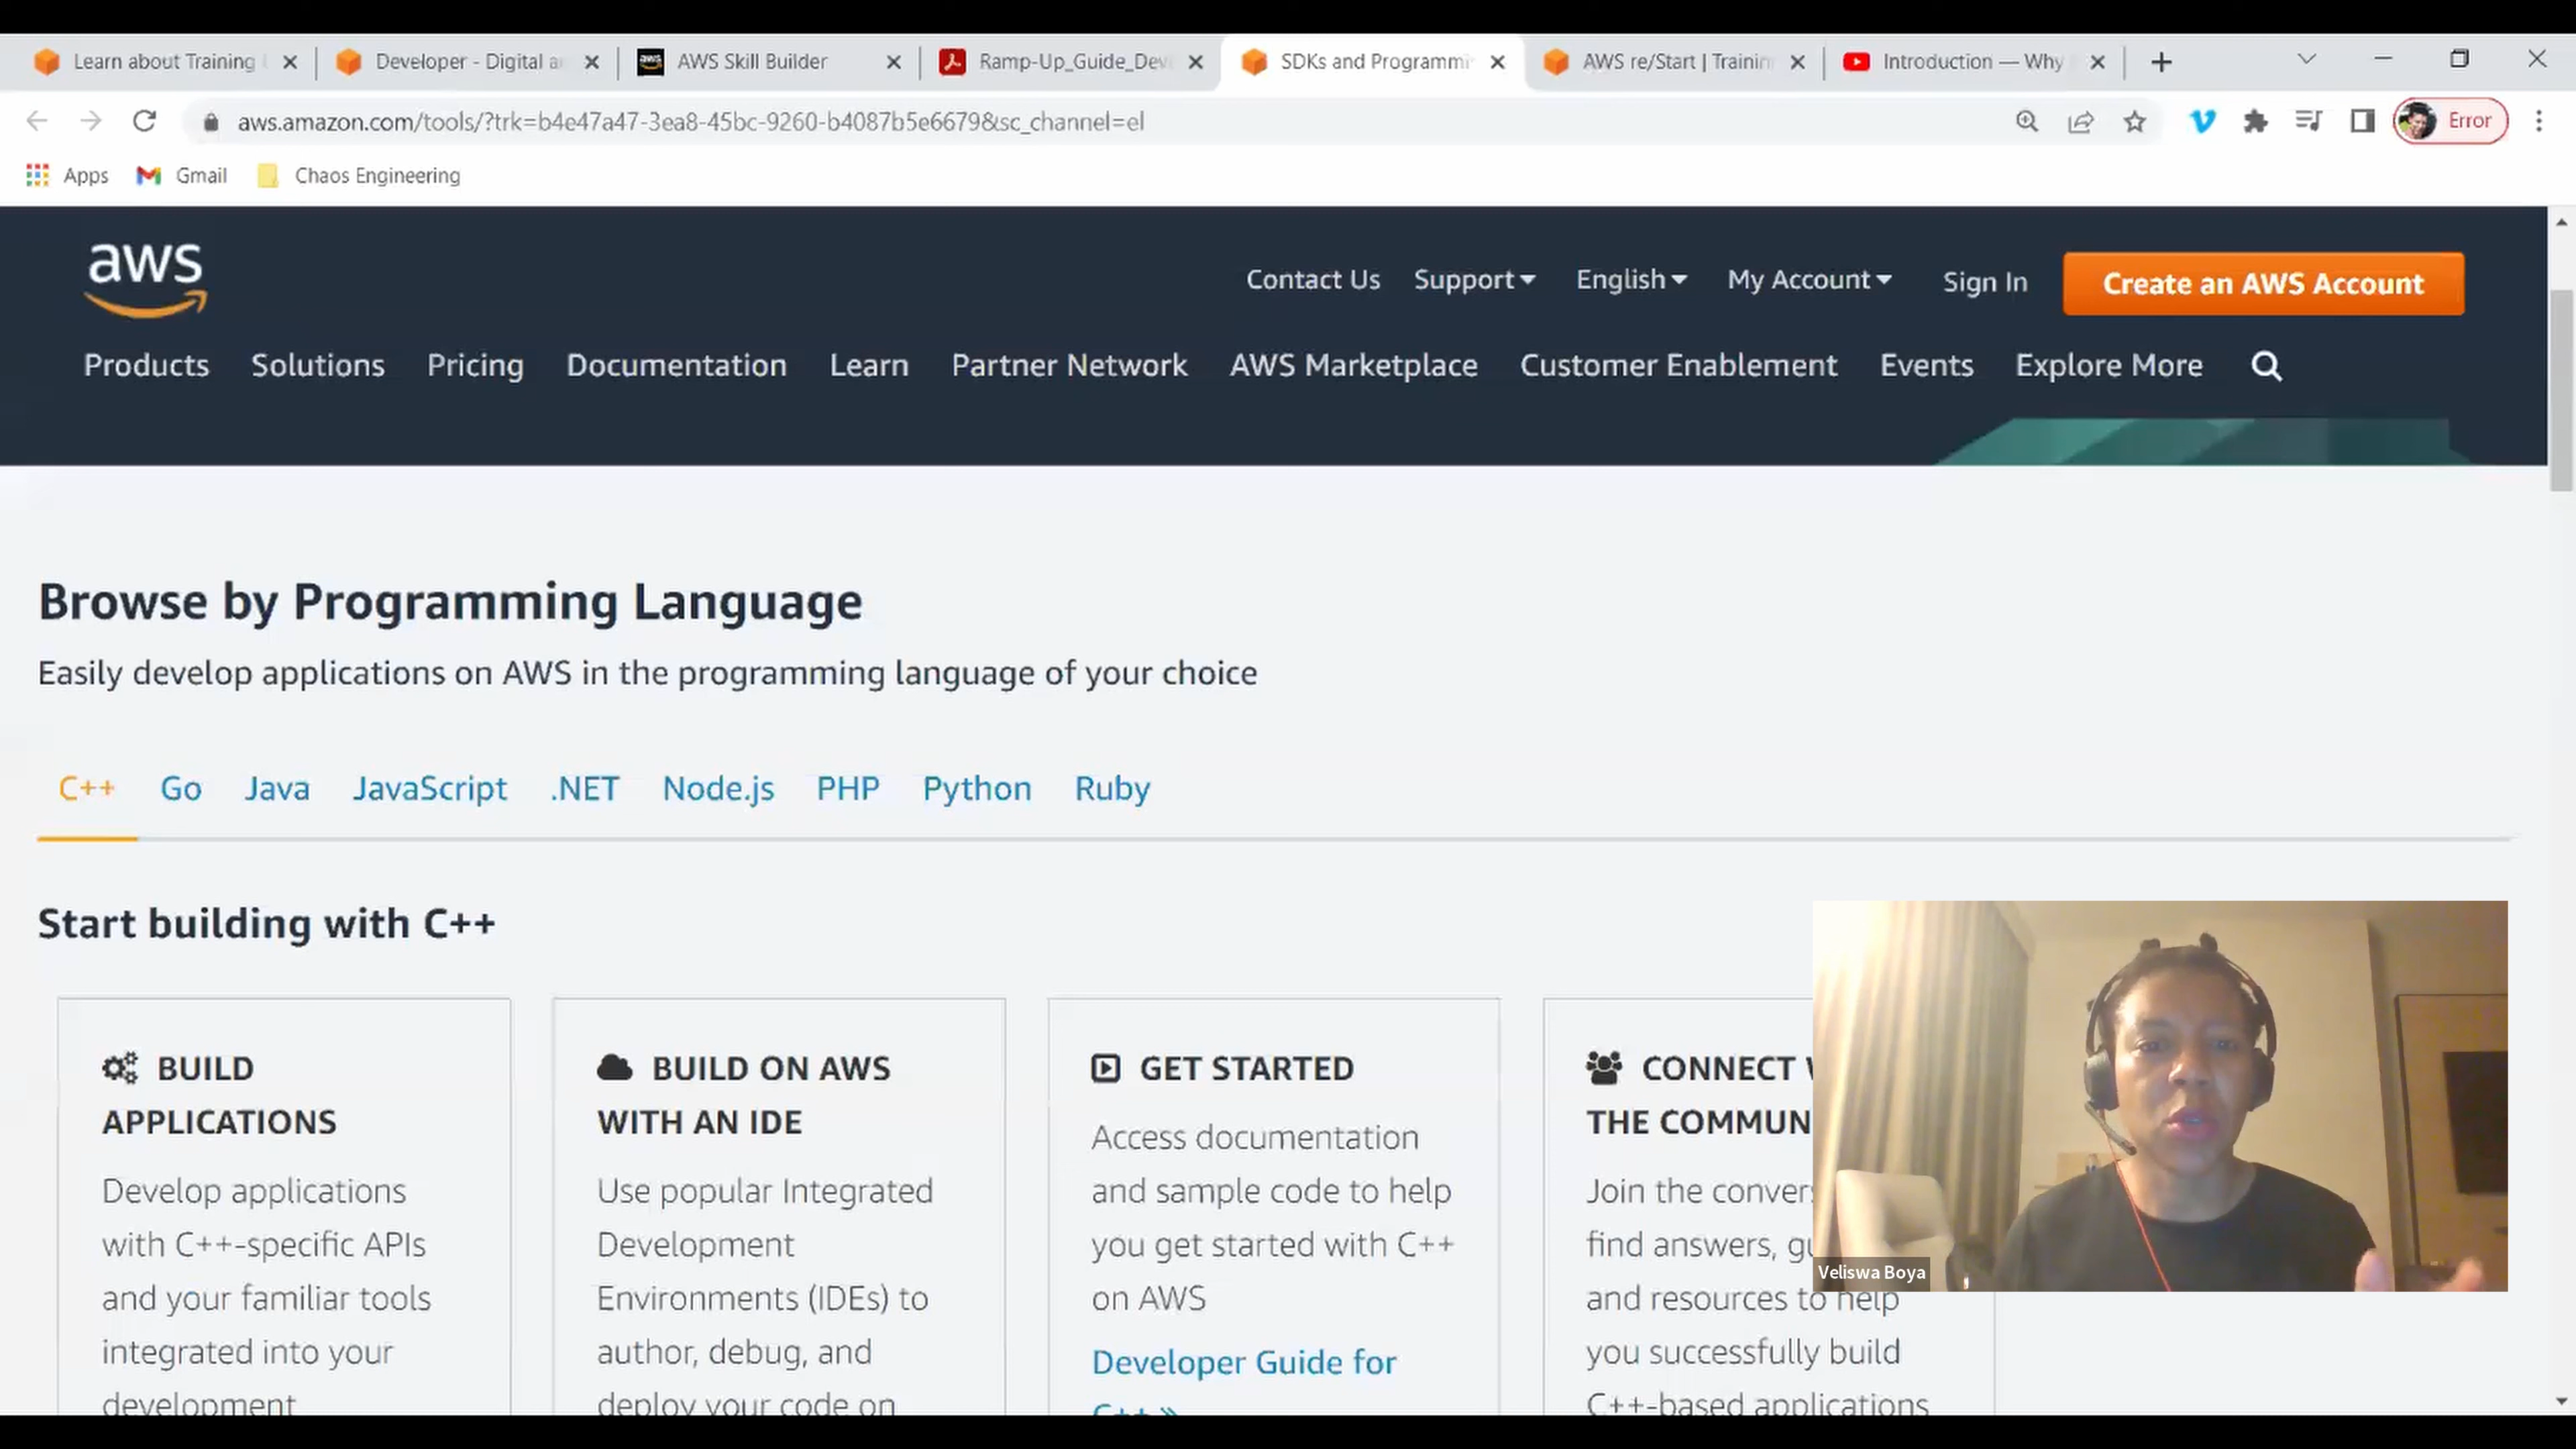 Learn about Training
Developer - Digital a
AWS Skill Builder
Ramp-Up_Guide_Dev
SDKs and Programmi
AWS re/Start | Trainin
Introduction — Why
aws.amazon.com/tools/?trk=b4e47a47-3ea8-45bc-9260-b4087b5e6679&sc_channel=el
Error
Apps
Gmail
Chaos Engineering
aws
Contact Us
Support
English
My Account
Sign In
Create an AWS Account
Products
Solutions
Pricing
Documentation
Learn
Partner Network
AWS Marketplace
Customer Enablement
Events
Explore More
Browse by Programming Language
Easily develop applications on AWS in the programming language of your choice
C++
Go
Java
JavaScript
.NET
Node.js
PHP
Python
Ruby
Start building with C++
BUILD
APPLICATIONS
Develop applications
with C++-specific APIs
and your familiar tools
integrated into your
development
BUILD ON AWS
WITH AN IDE
Use popular Integrated
Development
Environments (IDEs) to
author, debug, and
deploy your code on
GET STARTED
Access documentation
and sample code to help
you get started with C++
on AWS
Developer Guide for
C++ »
CONNECT
THE COMMUN
Join the conver
find answers, gu
and resources to help
you successfully build
C++-based applications
Veliswa Boya